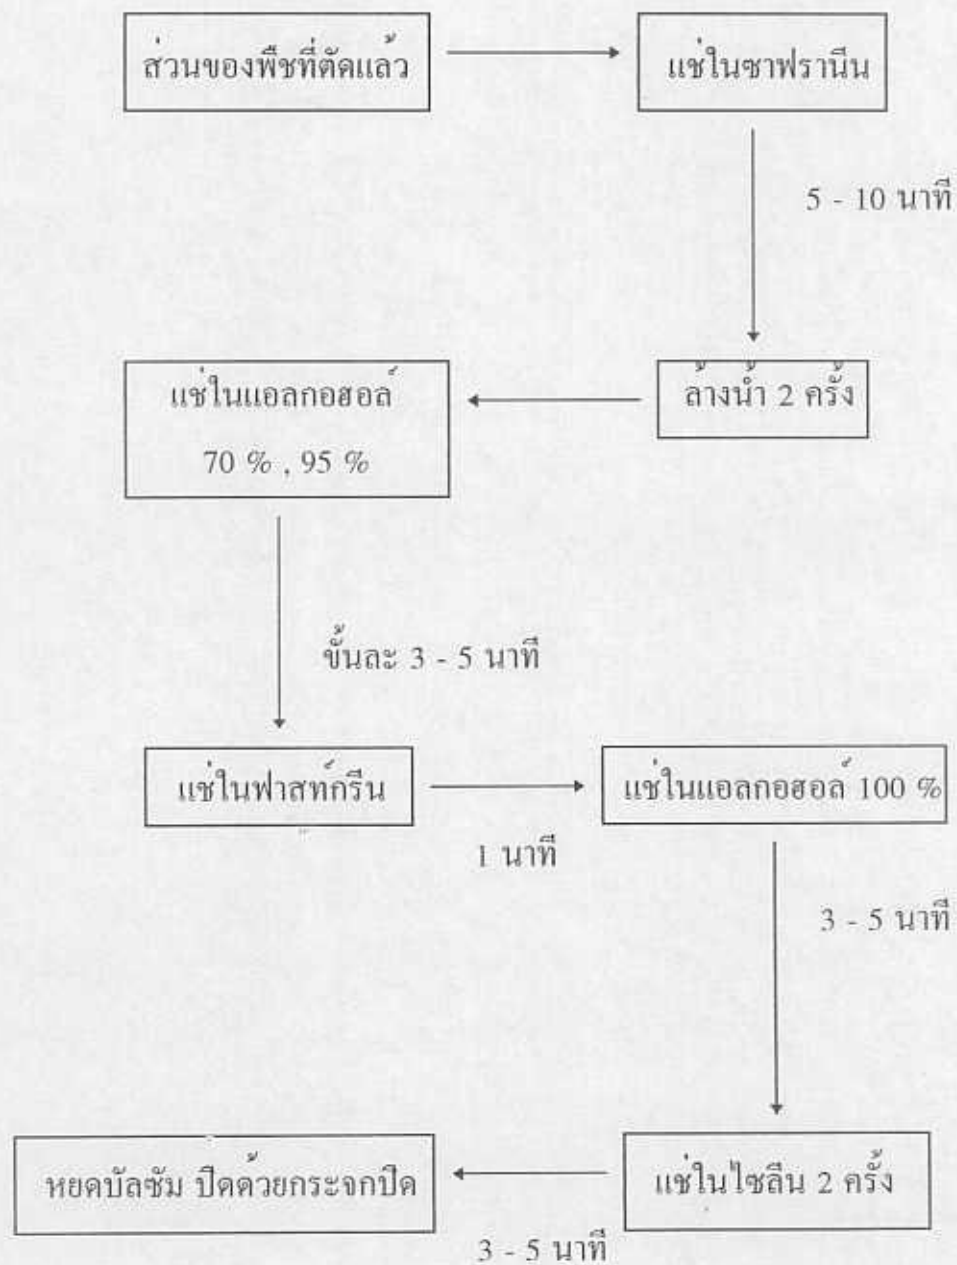 ส่วนของพืชที่ตัดแล้ว
แช่ในซาฟรานีน
5 - 10 นาที
ล้างน้ำ 2 ครั้ง
แช่ในแอลกอฮอล์
70 % , 95 %
ขั้นละ 3 - 5 นาที
แช่ในฟาสท์กรีน
1 นาที
แช่ในแอลกอฮอล์ 100 %
3 - 5 นาที
แช่ในไซลีน 2 ครั้ง
3 - 5 นาที
หยดบัลซัม ปิดด้วยกระจกปิด